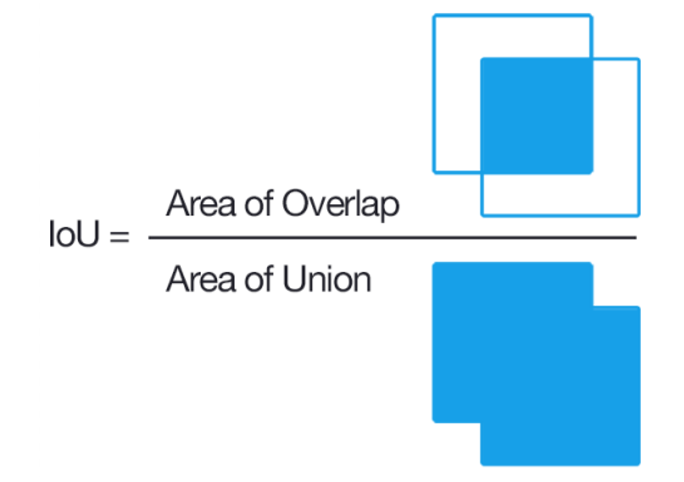 Area of Overlap
IoU =
Area of Union